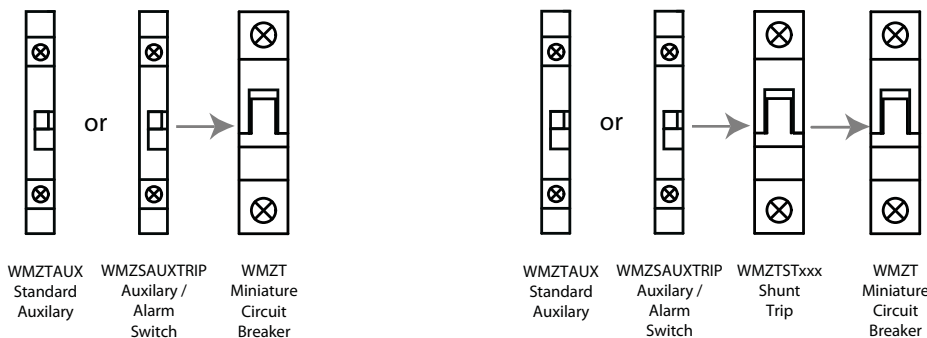 or
or
WMZTAUX
Standard
Auxilary
WMZSAUXTRIP
Auxilary /
Alarm
Switch
WMZT
Miniature
Circuit
Breaker
WMZTAUX
Standard
Auxilary
WMZSAUXTRIP
Auxilary /
Alarm
Switch
WMZTSTxxx
Shunt
Trip
WMZT
Miniature
Circuit
Breaker